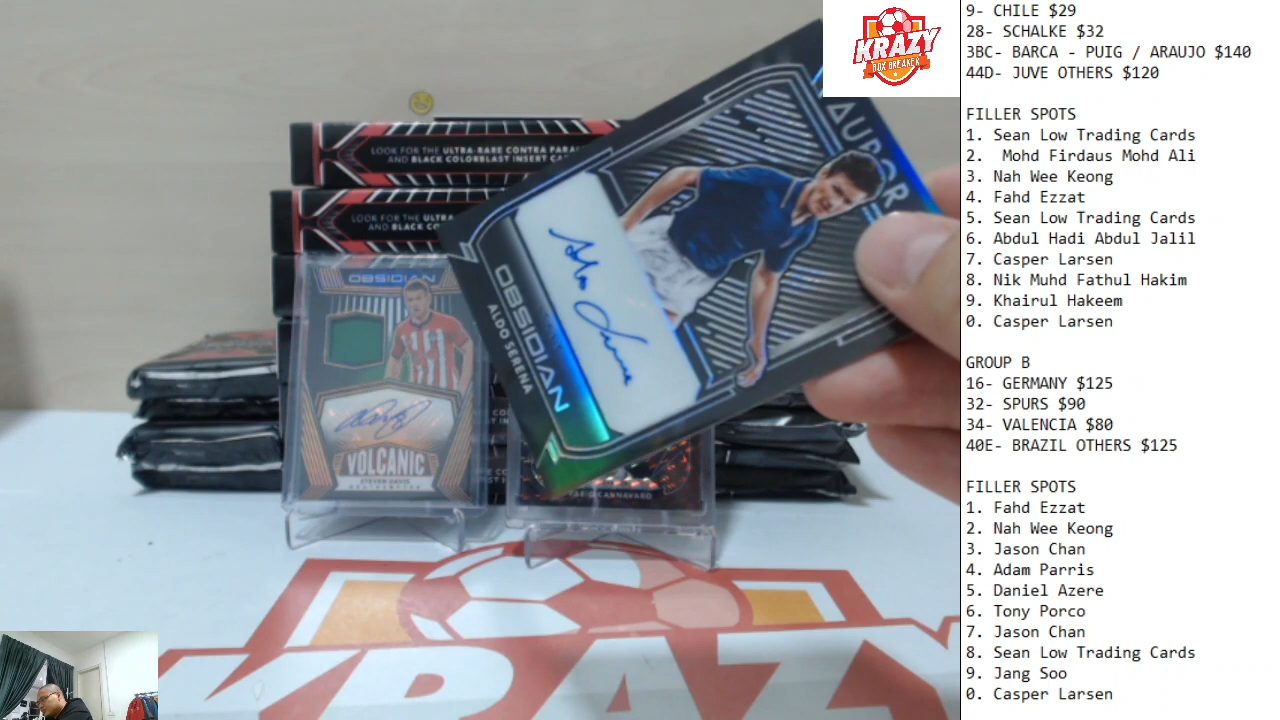 9- CHILE $29
28- SCHALKE $32
3BC- BARCA - PUIG / ARAUJO $140
44D- JUVE OTHERS $120
FILLER SPOTS
1. Sean Low Trading Cards
2. Mohd Firdaus Mohd Ali
3. Nah Wee Keong
4. Fahd Ezzat
5. Sean Low Trading Cards
6. Abdul Hadi Abdul Jalil
7. Casper Larsen
8. Nik Muhd Fathul Hakim
9. Khairul Hakeem
0. Casper Larsen
GROUP B
16- GERMANY $125
32- SPURS $90
34- VALENCIA $80
40E- BRAZIL OTHERS $125
FILLER SPOTS
1. Fahd Ezzat
2. Nah Wee Keong
3. Jason Chan
4. Adam Parris
5. Daniel Azere
6. Tony Porco
7. Jason Chan
8. Sean Low Trading Cards
9. Jang Soo
0. Casper Larsen
KRAZY
BOX BREAKER
LOOK FOR THE ULTRA-RARE CONTRA
AND BLACK COLORBLAST INSERT
LOOK FOR THE
AND BLACK
AUROR
OBSIDIAN
ALDO SERENA
OBSIDIAN
VOLCANIC
STEVEN DAVIS
SOUTHAMPTON
KRAZY